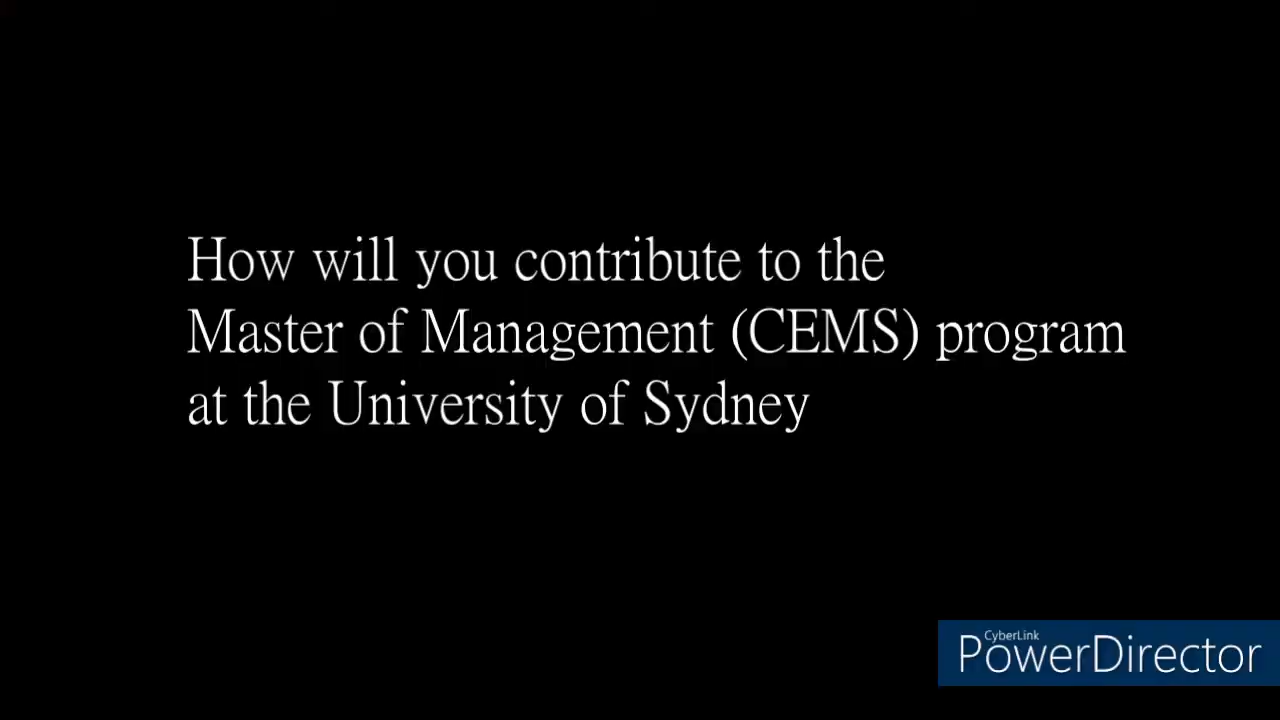 How will you contribute to the
Master of Management (CEMS) program
at the University of Sydney
CyberLink
PowerDirector